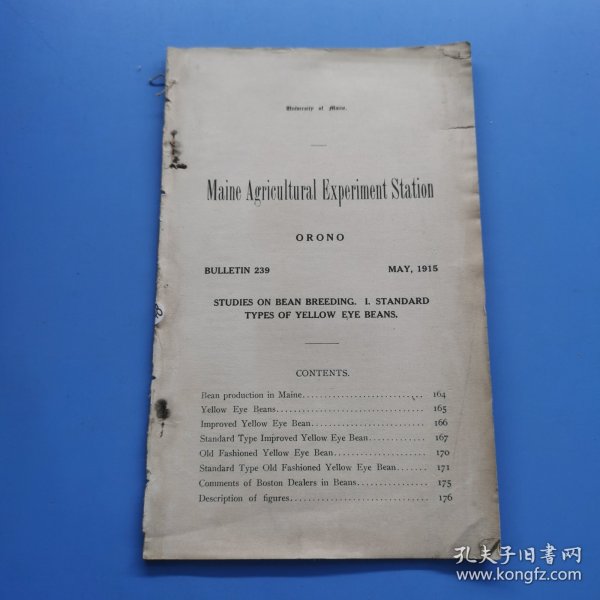 University of Maine.
Maine Agricultural Experiment Station
ORONO
BULLETIN 239 MAY, 1915
STUDIES ON BEAN BREEDING. I. STANDARD
TYPES OF YELLOW EYE BEANS.
CONTENTS.
Bean production in Maine............................ 164
Yellow Eye Beans.................................. 165
Improved Yellow Eye Bean.......................... 166
Standard Type Improved Yellow Eye Bean............. 167
Old Fashioned Yellow Eye Bean..................... 170
Standard Type Old Fashioned Yellow Eye Bean....... 171
Comments of Boston Dealers in Beans................ 175
Description of figures................................ 176
孔夫子旧书网
www.kongfz.com